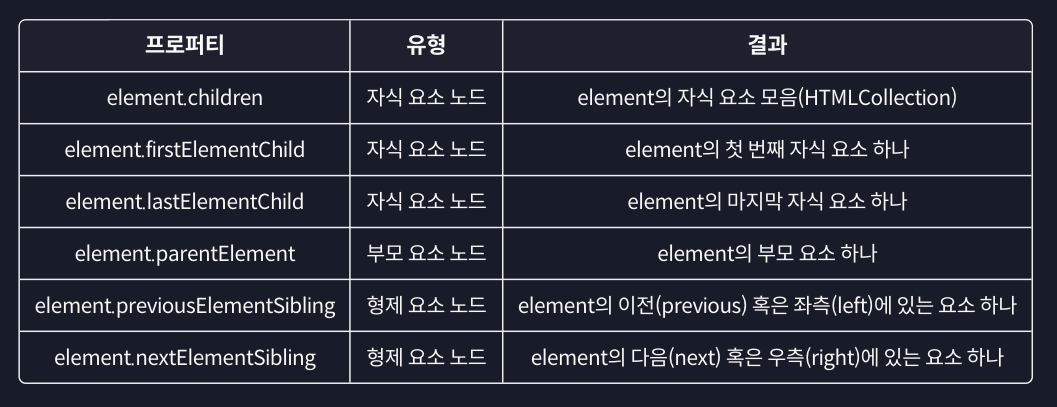 프로퍼티 유형 결과
element.children 자식 요소 노드 element의 자식 요소 모음(HTMLCollection)
element.firstElementChild 자식 요소 노드 element의 첫 번째 자식 요소 하나
element.lastElementChild 자식 요소 노드 element의 마지막 자식 요소 하나
element.parentElement 부모 요소 노드 element의 부모 요소 하나
element.previousElementSibling 형제 요소 노드 element의 이전(previous) 혹은 좌측(left)에 있는 요소 하나
element.nextElementSibling 형제 요소 노드 element의 다음(next) 혹은 우측(right)에 있는 요소 하나